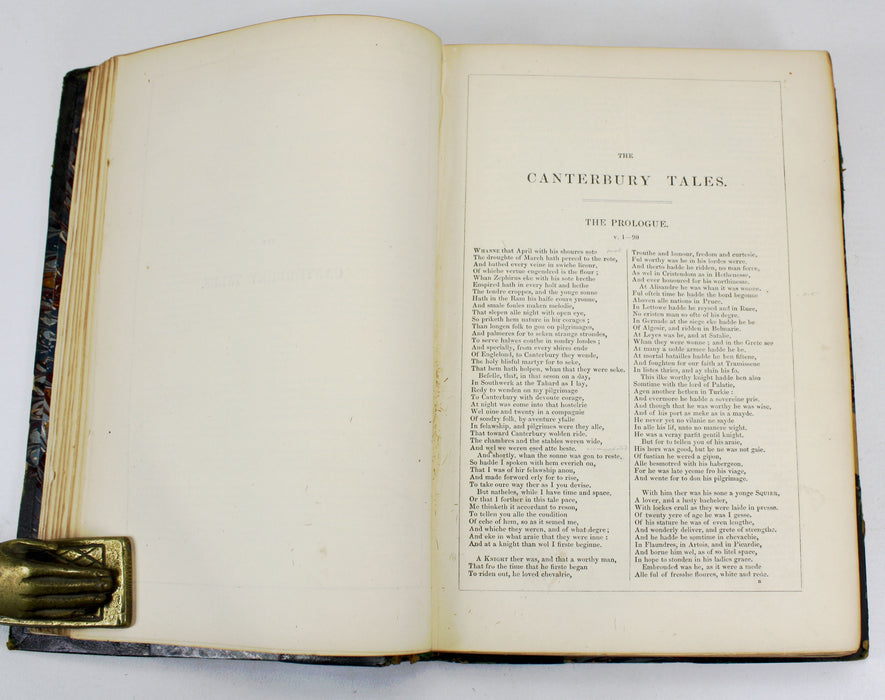 THE
CANTERBURY TALES.
THE PROLOGUE.
v. 1—90
WHANNE that April with his shoures sote
The droughte of March hath perced to the rote,
And bathed every veine in swiche licour,
Of whiche vertue engendred is the flour;
Whan Zephirus eke with his sote brethe
Enspired hath in every holt and hethe
The tendre croppes, and the yonge sonne
Hath in the Ram his halfe cours yronne,
And smale foules maken melodie,
That slepen alle night with open eye,
So priketh hem nature in hir corages;
Than longen folk to gon on pilgrimages,
And palmeres for to seken strange strondes,
To serve halwes couthe in sondry londes;
And specially, from every shires ende
Of Englelond, to Canterbury they wende,
The holy blisful martyr for to seke,
That hem hath holpen, whan that they were seke.
Befelle, that, in that seson on a day,
In Southwerk at the Tabard as I lay,
Redy to wenden on my pilgrimage
To Canterbury with devoute corage,
At night was come into that hostelrie
Wel nine and twenty in a compagnie
Of sondry folk, by aventure yfalle
In felawship, and pilgrimes were they alle,
That toward Canterbury wolden ride.
The chambres and the stables weren wide,
And wel we weren esed atte beste.
And shortly, whan the sonne was gon to reste,
So hadde I spoken with hem everich on,
That I was of hir felawship anon,
And made forword erly for to rise,
To take oure way ther as I you devise.
But natheles, while I have time and space,
Or that I forther in this tale pace,
Me thinketh it accordant to reson,
To tellen you alle the condition
Of eche of hem, so as it semed me,
And whiche they weren, and of what degre;
And eke in what araie that they were inne:
And at a knight than wol I firste beginne.
A KNIGHT ther was, and that a worthy man,
That fro the time that he firste began
To riden out, he loved chevalrie,
Trouthe and honour, fredom and curtesie.
Ful worthy was he in his lordes werre,
And therto hadde he ridden, no man ferre,
As wel in Cristendom as in Hethenesse,
And ever honoured for his worthinesse.
At Alisandre he was whan it was wonne.
Ful often time he hadde the bord begonne
Aboven alle nations in Pruce.
In Lettowe hadde he reysed and in Ruce,
No cristen man so ofte of his degre.
In Gernade at the siege eke hadde he be
Of Algesir, and ridden in Belmarie.
At Leyes was he, and at Satalie,
Whan they were wonne; and in the Grete see
At many a noble armee hadde he be.
At mortal batailles hadde he ben fiftene,
And foughten for our faith at Tramissene
In listes thries, and ay slain his fo.
This ilke worthy knight hadde ben also
Somtime with the lord of Palatie,
Agen another hethen in Turkie:
And evermore he hadde a sovereine pris.
And though that he was worthy he was wise,
And of his port as meke as is a mayde.
He never yet no vilanie ne sayde
In alle his lif, unto no manere wight.
He was a veray parfit gentil knight.
But for to tellen you of his araie,
His hors was good, but he ne was not gaie.
Of fustian he wered a gipon,
Alle besmotred with his habergeon,
For he was late ycome fro his viage,
And wente for to don his pilgrimage.
With him ther was his sone a yonge SQUIER,
A lover, and a lusty bacheler,
With lockes crull as they were laide in presse.
Of twenty yere of age he was I gesse.
Of his stature he was of even lengthe,
And wonderly deliver, and grete of strengthe.
And he hadde be somtime in chevachie,
In Flaundres, in Artois, and in Picardie,
And borne him wel, as of so litel space,
In hope to stonden in his ladies grace.
Embrouded was he, as it were a mede
Alle ful of fresshe floures, white and rede.
B